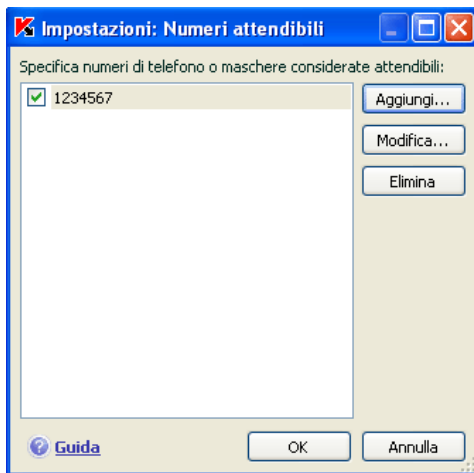 Impostazioni: Numeri attendibili
Specifica numeri di telefono o maschere considerate attendibili:
1234567
Aggiungi...
Modifica...
Elimina
Guida
OK
Annulla